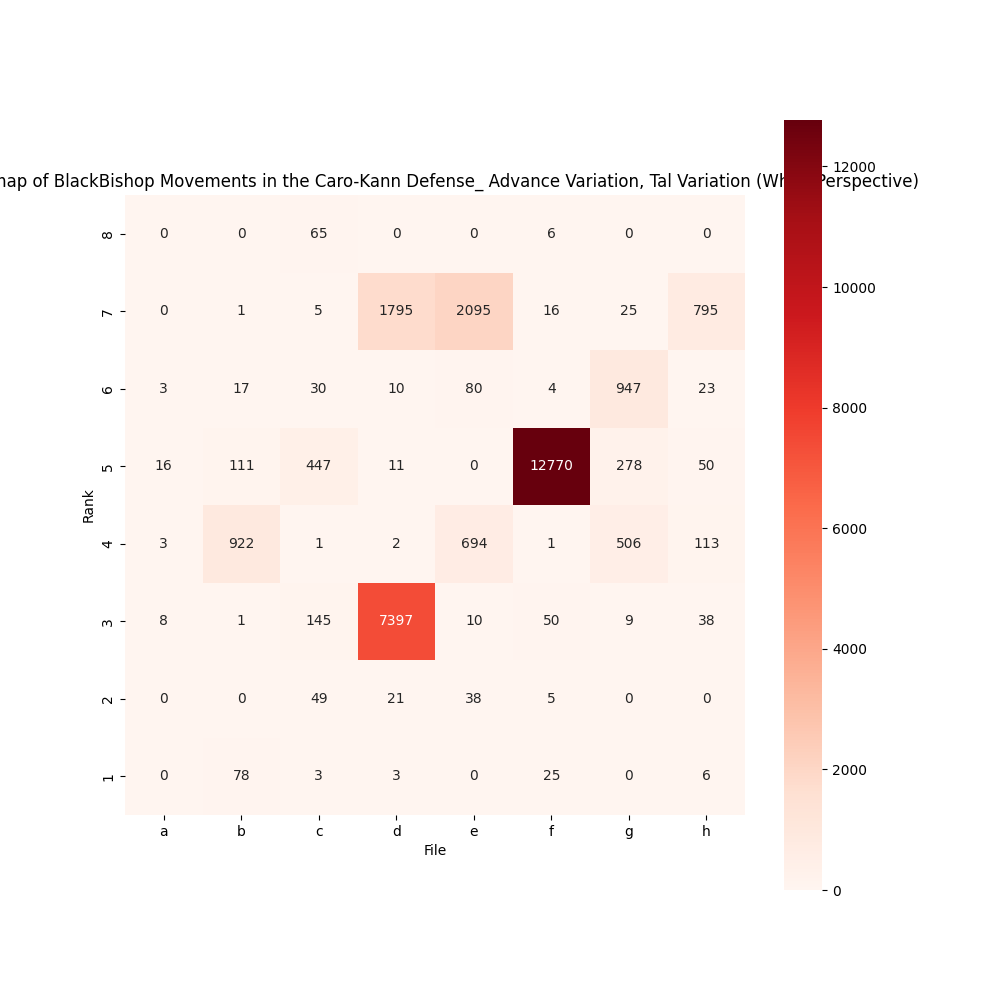 map of BlackBishop Movements in the Caro-Kann Defense_ Advance Variation, Tal Variation (Wh Perspective)
8 0 0 65 0 0 6 0 0
7 0 1 5 1795 2095 16 25 795
6 3 17 30 10 80 4 947 23
5 16 111 447 11 0 12770 278 50
Rank
4 3 922 1 2 694 1 506 113
3 8 1 145 7397 10 50 9 38
2 0 0 49 21 38 5 0 0
1 0 78 3 3 0 25 0 6
a b c d e f g h
File
12000
10000
8000
6000
4000
2000
0